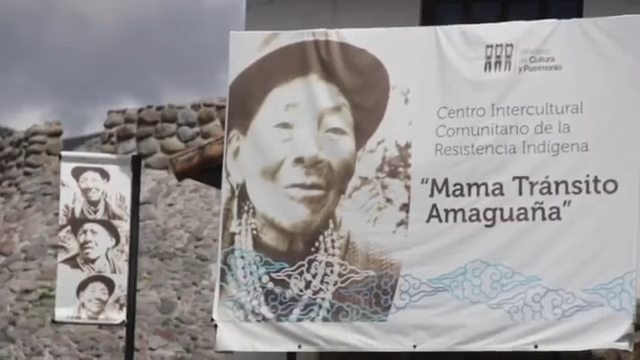 Ministerio
de Cultura
y Patrimonio
Centro Intercultural
Comunitario de la
Resistencia Indígena
“Mama Tránsito
Amaguaña”